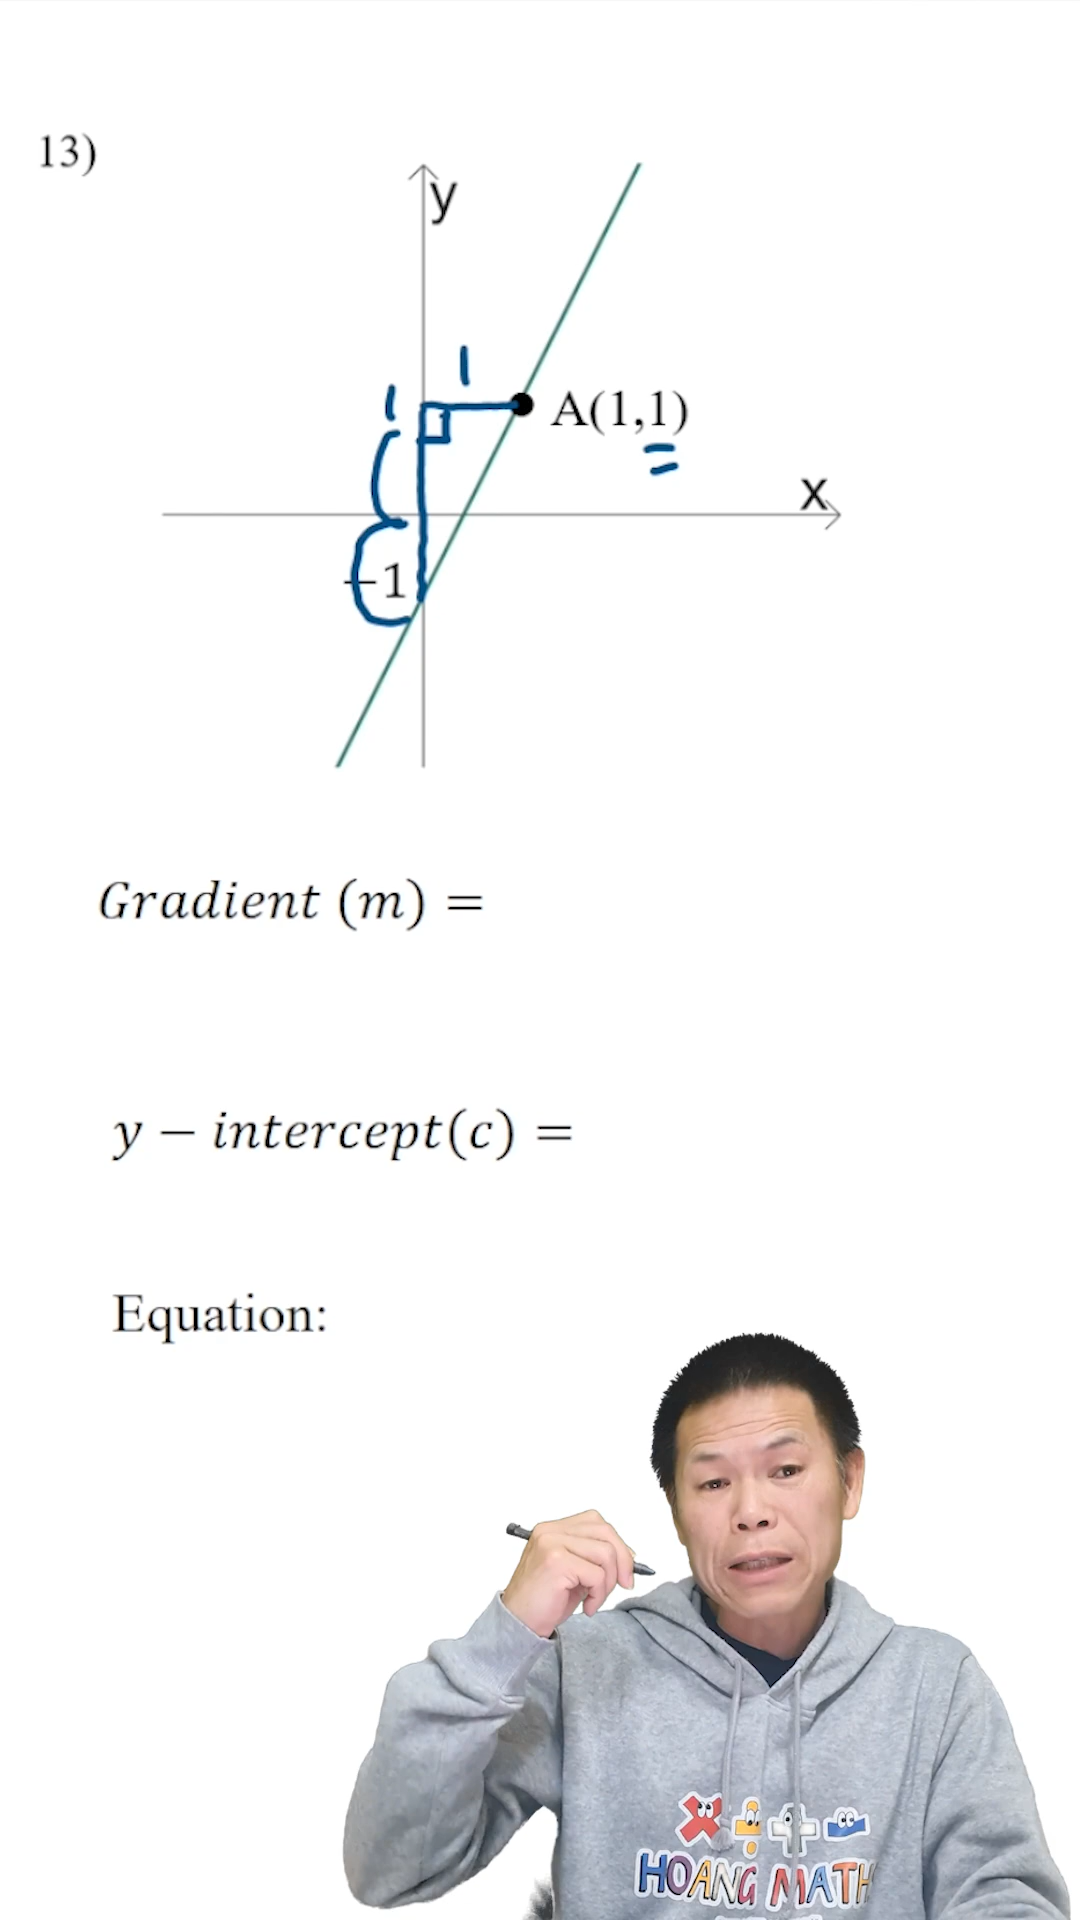 13)
y
1
1
A(1,1)
x
-1
Gradient (m) =
y − intercept(c) =
Equation:
HOANG MATH